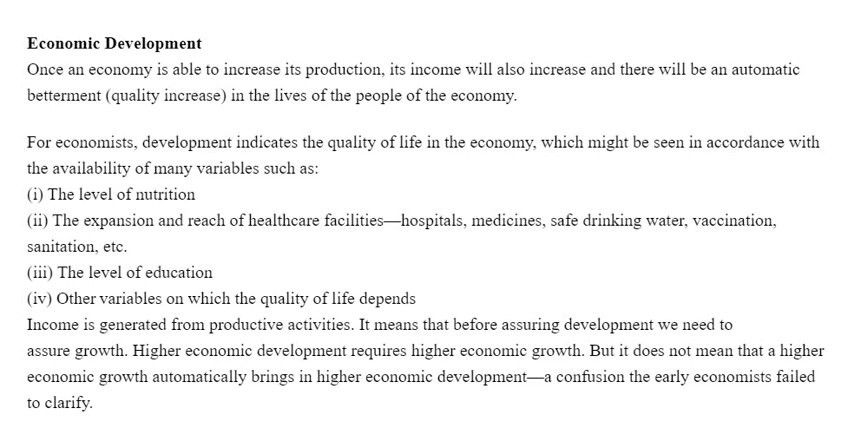 Economic Development
Once an economy is able to increase its production, its income will also increase and there will be an automatic
betterment (quality increase) in the lives of the people of the economy.
For economists, development indicates the quality of life in the economy, which might be seen in accordance with
the availability of many variables such as:
(i) The level of nutrition
(ii) The expansion and reach of healthcare facilities—hospitals, medicines, safe drinking water, vaccination,
sanitation, etc.
(iii) The level of education
(iv) Other variables on which the quality of life depends
Income is generated from productive activities. It means that before assuring development we need to
assure growth. Higher economic development requires higher economic growth. But it does not mean that a higher
economic growth automatically brings in higher economic development—a confusion the early economists failed
to clarify.